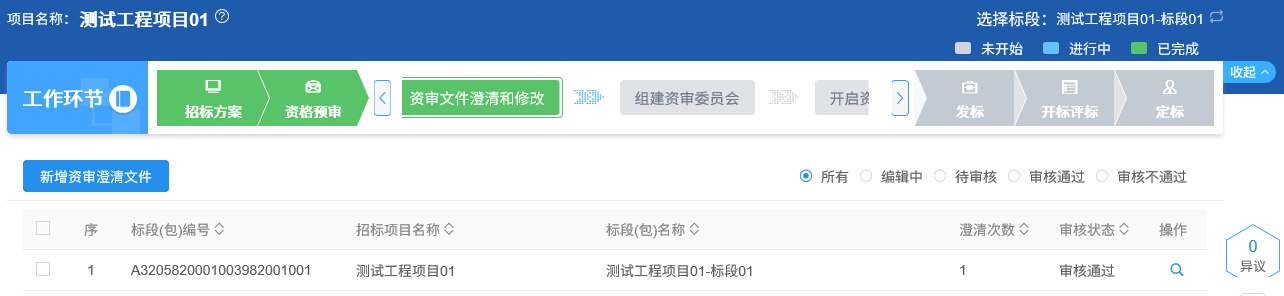 项目名称： 测试工程项目01
选择标段：测试工程项目01-标段01
未开始 进行中 已完成
收起
工作环节
招标方案
资格预审
资审文件澄清和修改
组建资审委员会
开启资
发标
开标评标
定标
新增资审澄清文件
所有 编辑中 待审核 审核通过 审核不通过
序 标段(包)编号 招标项目名称 标段(包)名称 澄清次数 审核状态 操作
1 A3205820001003982001001 测试工程项目01 测试工程项目01-标段01 1 审核通过
0
异议